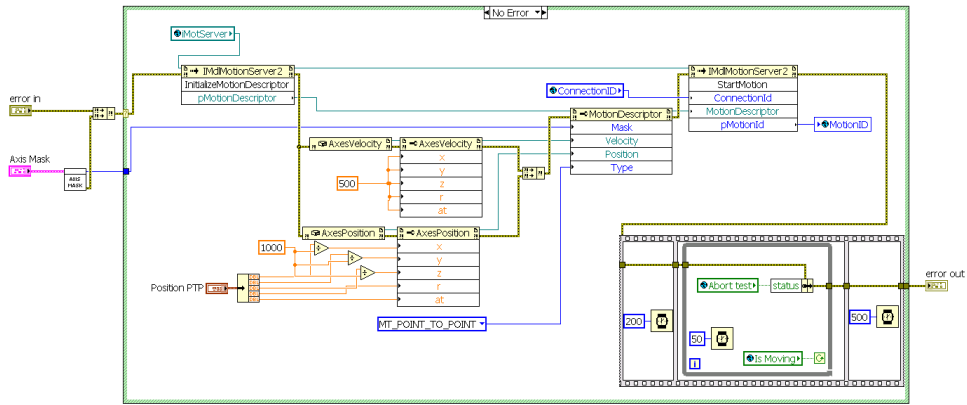 No Error
iMotServer
IMdlMotionServer2
InitializeMotionDescriptor
pMotionDescriptor
IMdlMotionServer2
StartMotion
ConnectionId
MotionDescriptor
pMotionId
ConnectionID
MotionID
error in
MotionDescriptor
Mask
Velocity
Position
Type
Axis Mask
AXIS
MASK
AxesVelocity
AxesVelocity
x
y
z
r
at
500
AxesPosition
AxesPosition
x
y
z
r
at
1000
Position PTP
MT_POINT_TO_POINT
Abort test
status
error out
200
50
500
Is Moving
i